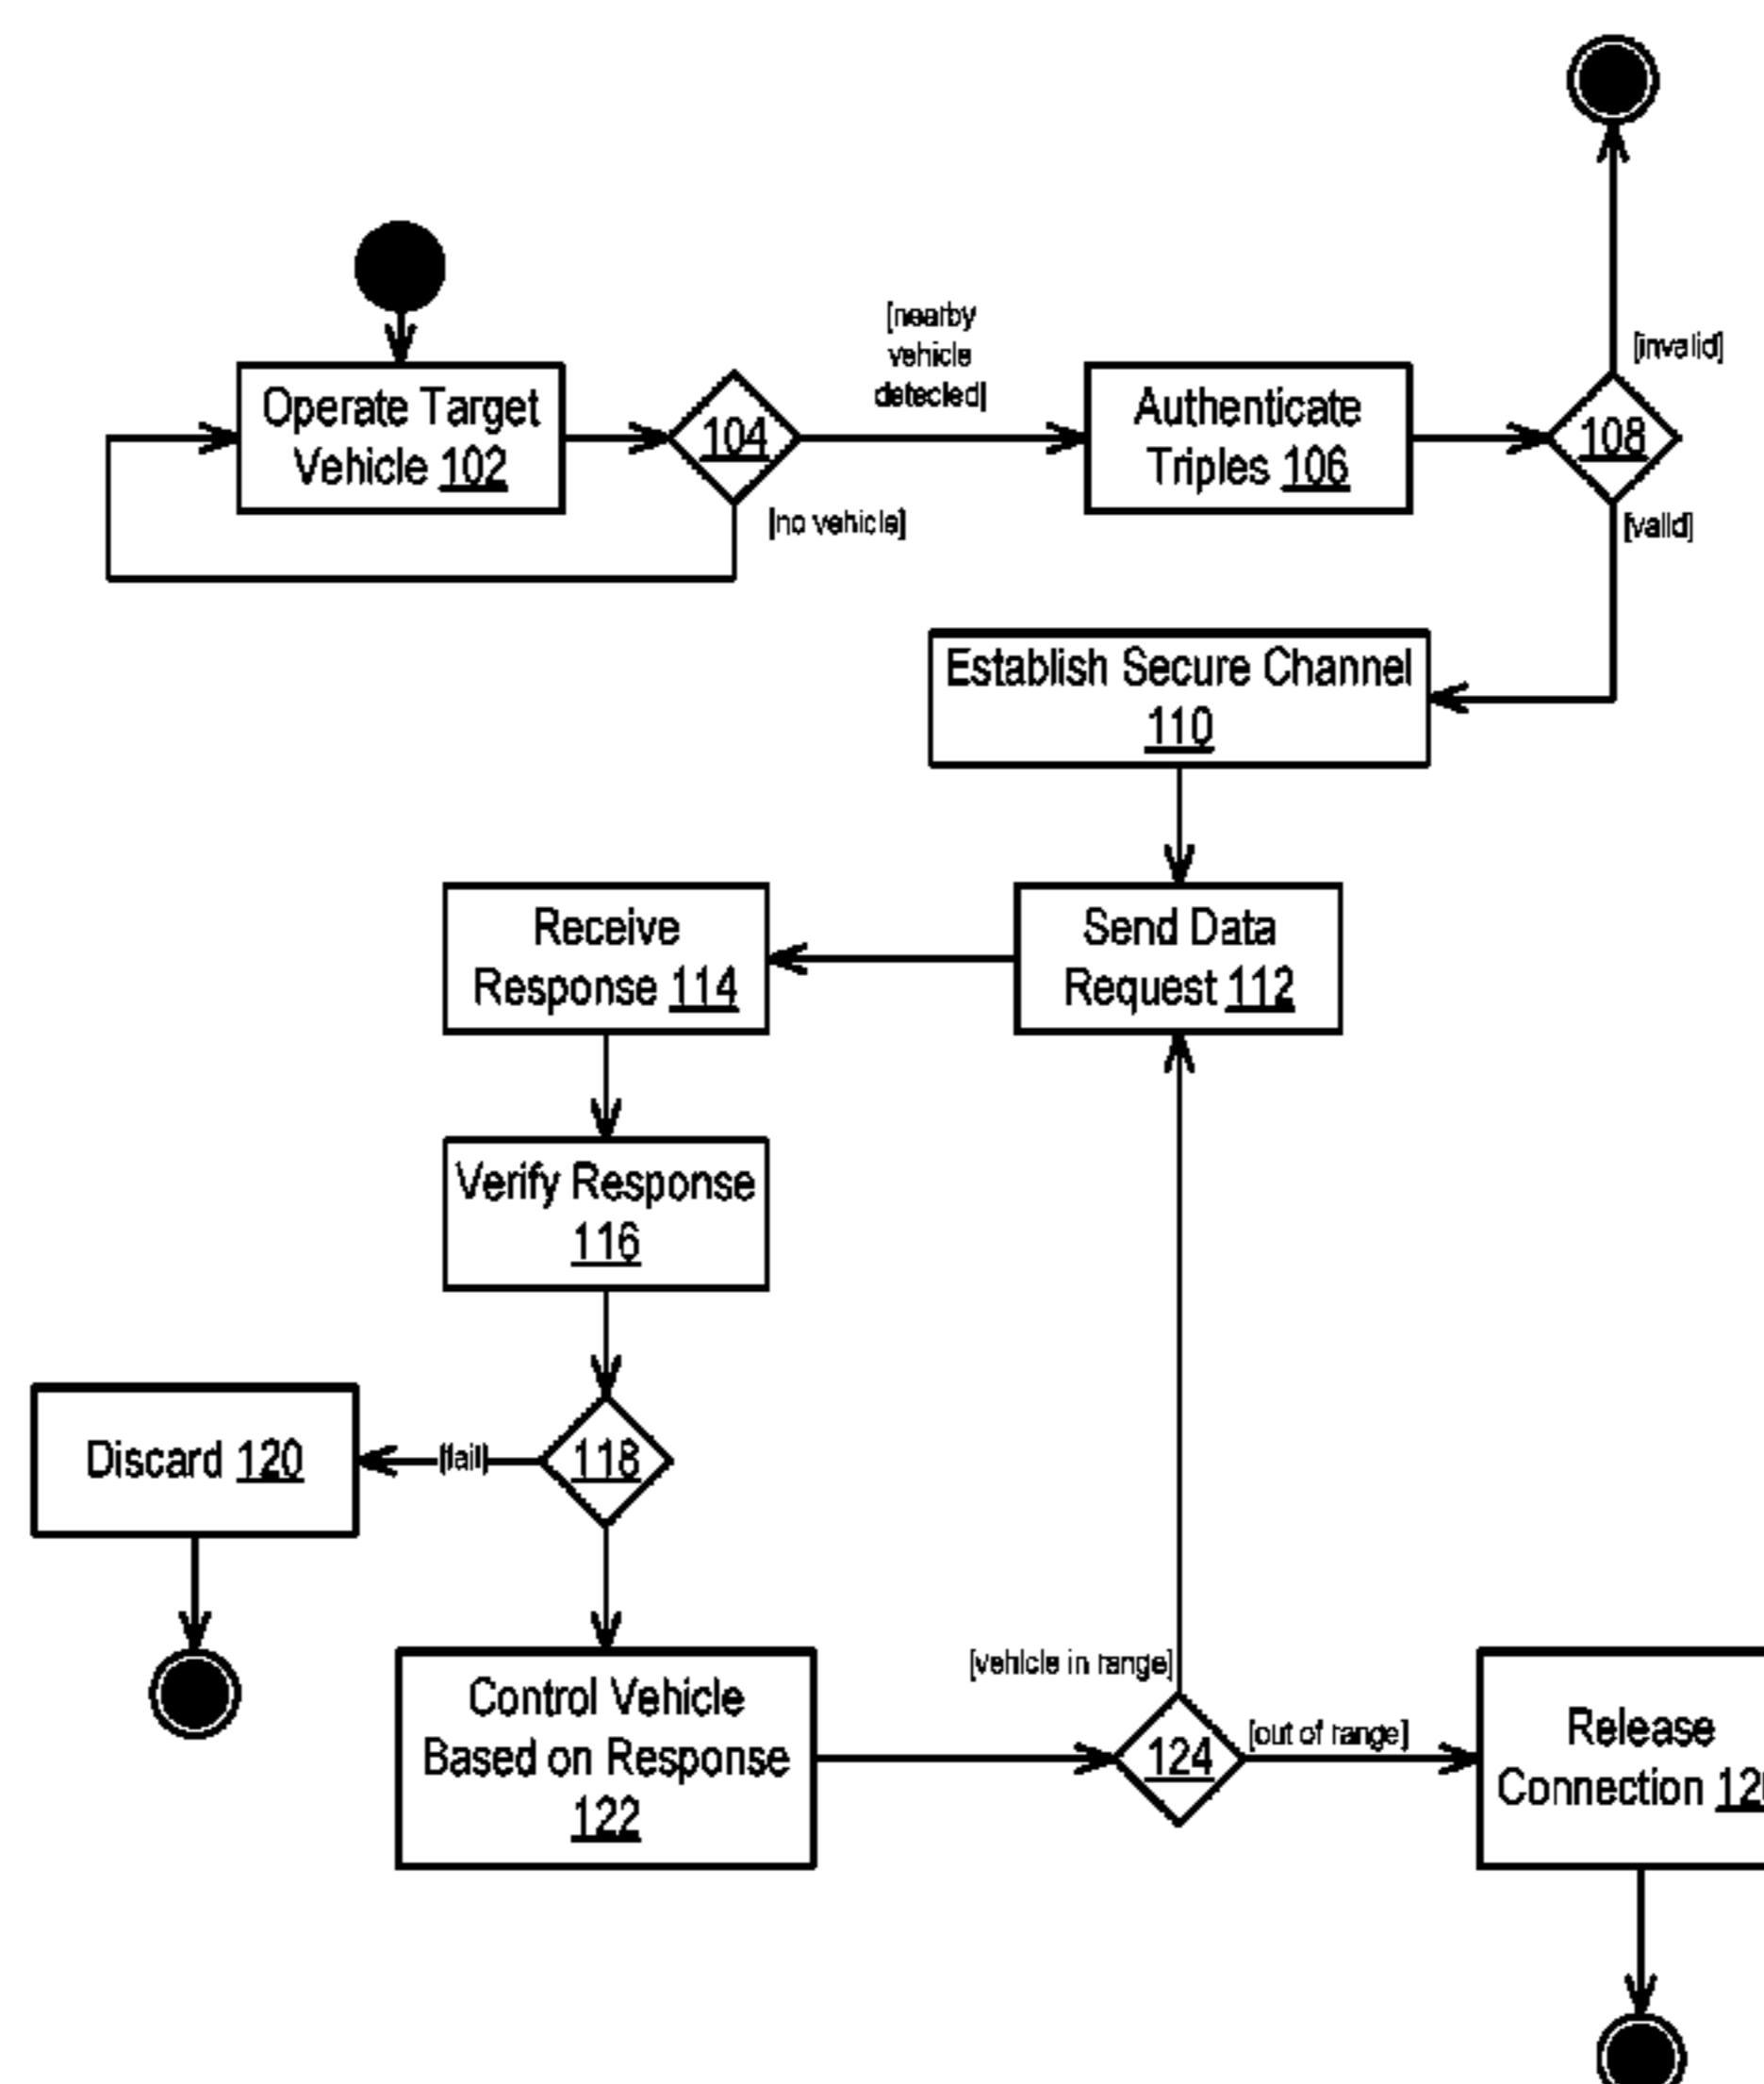 [invalid]
[nearby
vehicle
detected]
Operate Target
Vehicle 102
104
Authenticate
Triples 106
108
[no vehicle]
[valid]
Establish Secure Channel
110
Receive
Response 114
Send Data
Request 112
Verify Response
116
Discard 120
[fail]
118
[vehicle in range]
Control Vehicle
Based on Response
122
124
[out of range]
Release
Connection